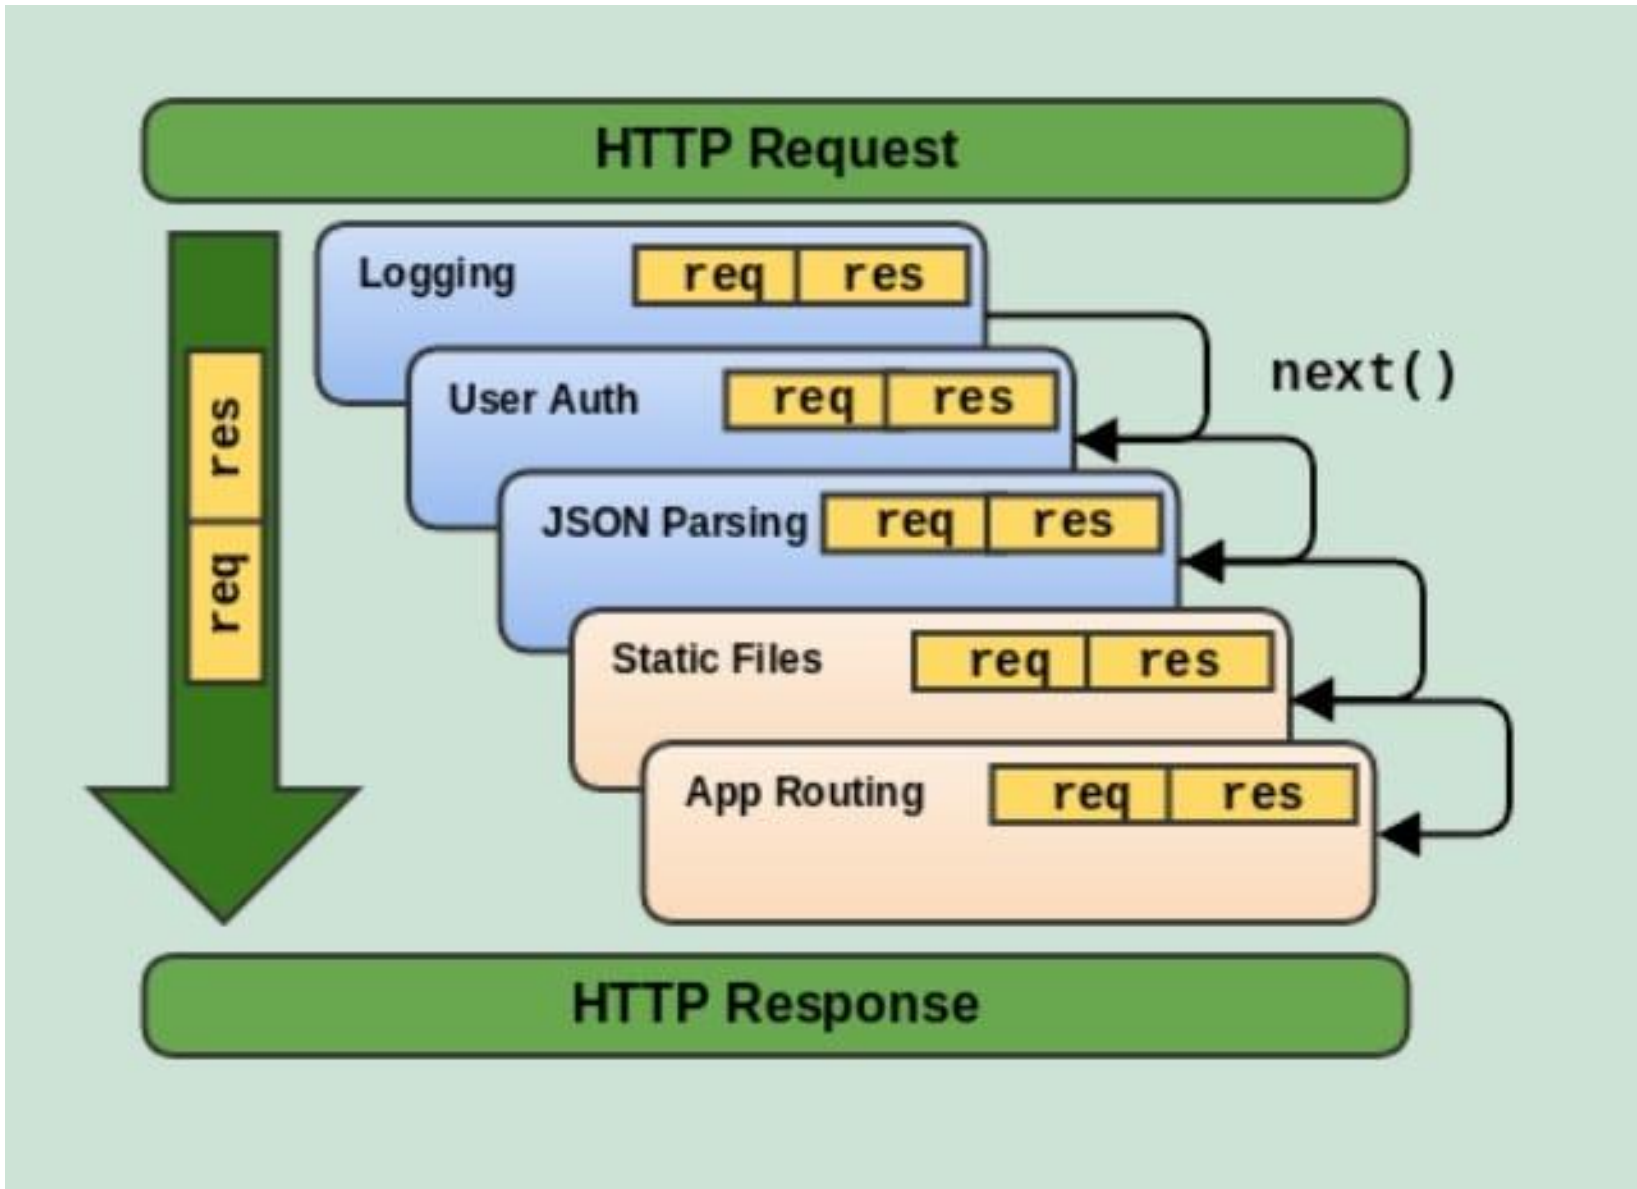 HTTP Request
Logging req res
next()
User Auth req res
JSON Parsing req res
Static Files req res
App Routing req res
res
req
HTTP Response